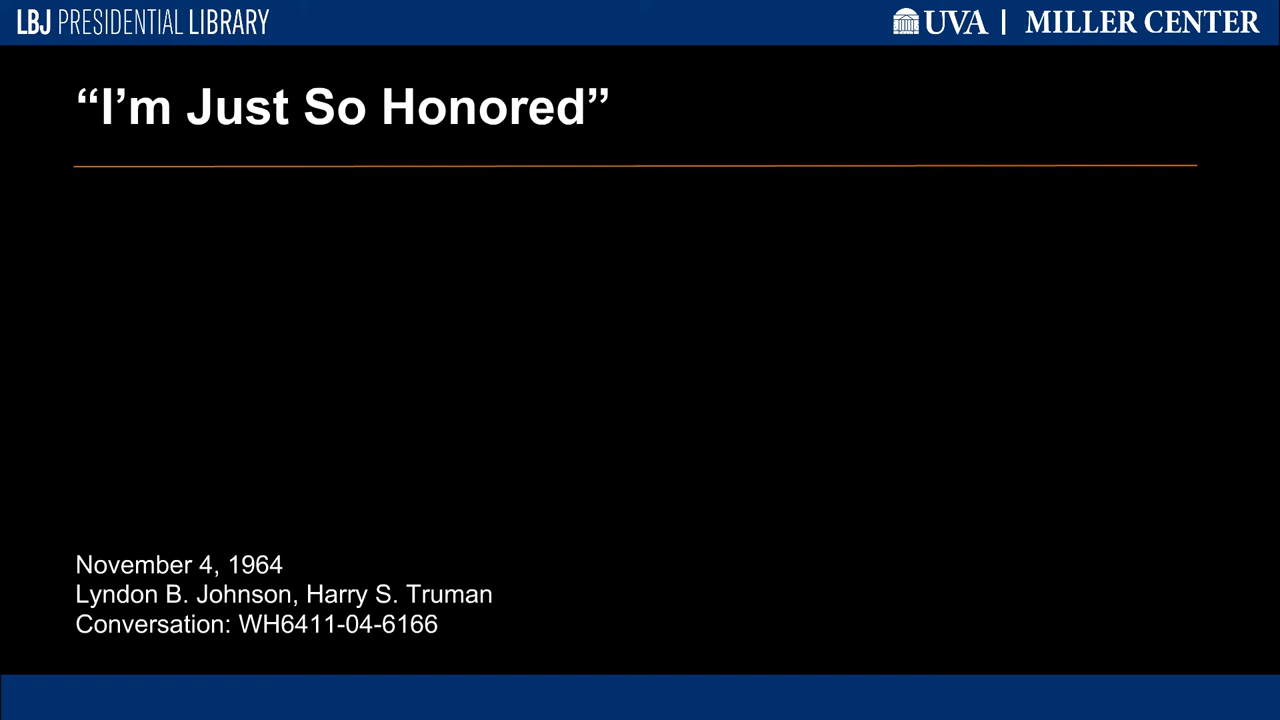 LBJ PRESIDENTIAL LIBRARY
UVA | MILLER CENTER
“I’m Just So Honored”
November 4, 1964
Lyndon B. Johnson, Harry S. Truman
Conversation: WH6411-04-6166